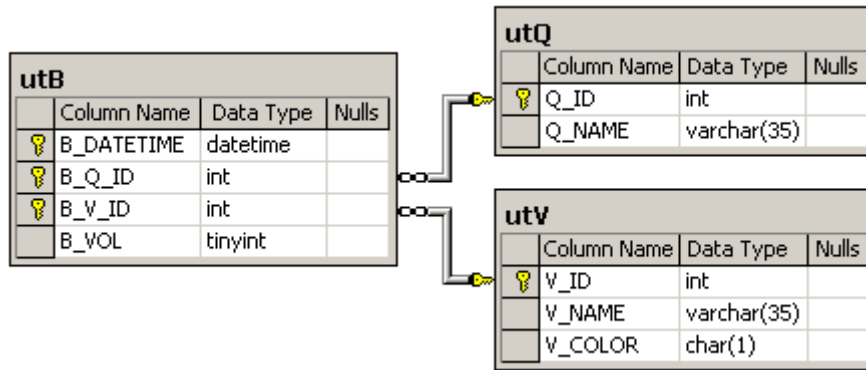 utB
Column Name Data Type Nulls
B_DATETIME datetime
B_Q_ID int
B_V_ID int
B_VOL tinyint
utQ
Column Name Data Type Nulls
Q_ID int
Q_NAME varchar(35)
utV
Column Name Data Type Nulls
V_ID int
V_NAME varchar(35)
V_COLOR char(1)